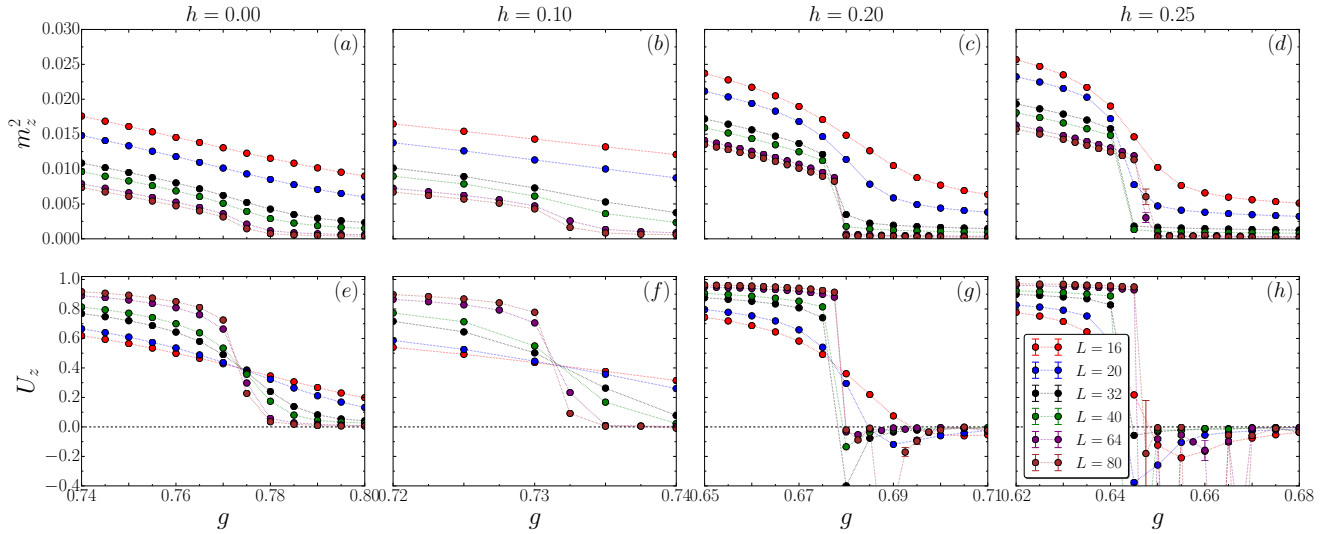 h = 0.00 h = 0.10 h = 0.20 h = 0.25
0.030
0.025
0.020
0.015
0.010
0.005
0.000
m_z^2
(a) (b) (c) (d)
1.0
0.8
0.6
0.4
0.2
0.0
−0.2
−0.4
U_z
(e) (f) (g) (h)
L = 16
L = 20
L = 32
L = 40
L = 64
L = 80
0.74 0.76 0.78 0.80 0.72 0.73 0.74 0.65 0.67 0.69 0.71 0.62 0.64 0.66 0.68
g g g g